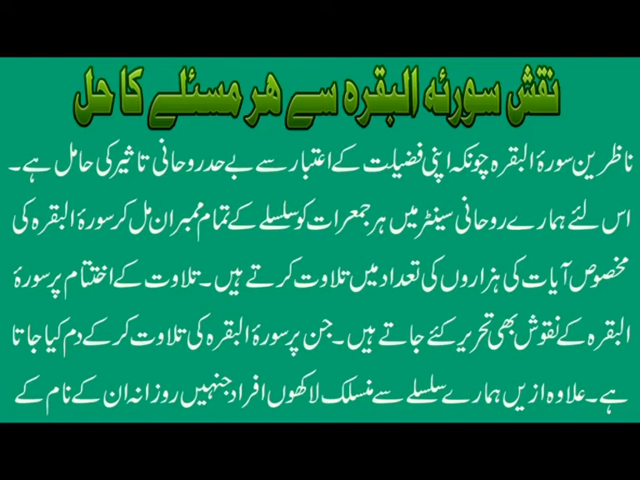 نقش سورئہ البقرہ سے ھر مسئلے کا حل
ناظرین سورۂ البقرہ چونکہ اپنی فضیلت کے اعتبار سے بے حد روحانی تاثیر کی حامل ہے۔
اس لئے ہمارے روحانی سینٹر میں ہر جمعرات کو سلسلے کے تمام ممبران مل کر سورۂ البقرہ کی
مخصوص آیات کی ہزاروں کی تعداد میں تلاوت کرتے ہیں۔ تلاوت کے اختتام پر سورۂ
البقرہ کے نقوش بھی تحریر کئے جاتے ہیں۔ جن پر سورۂ البقرہ کی تلاوت کر کے دم کیا جاتا
ہے۔ علاوہ ازیں ہمارے سلسلے سے منسلک لاکھوں افراد جنہیں روزانہ ان کے نام کے